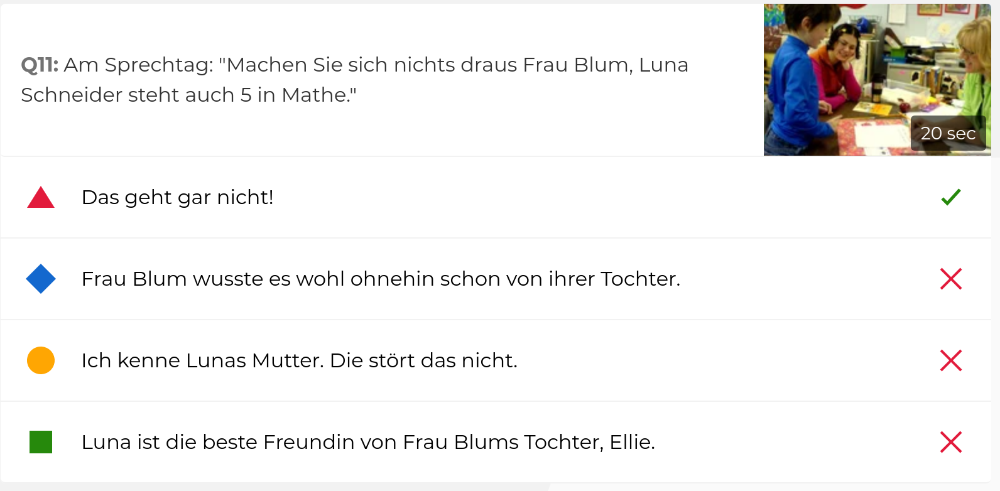 Q11: Am Sprechtag: "Machen Sie sich nichts draus Frau Blum, Luna
Schneider steht auch 5 in Mathe."
20 sec
Das geht gar nicht!
Frau Blum wusste es wohl ohnehin schon von ihrer Tochter.
Ich kenne Lunas Mutter. Die stört das nicht.
Luna ist die beste Freundin von Frau Blums Tochter, Ellie.